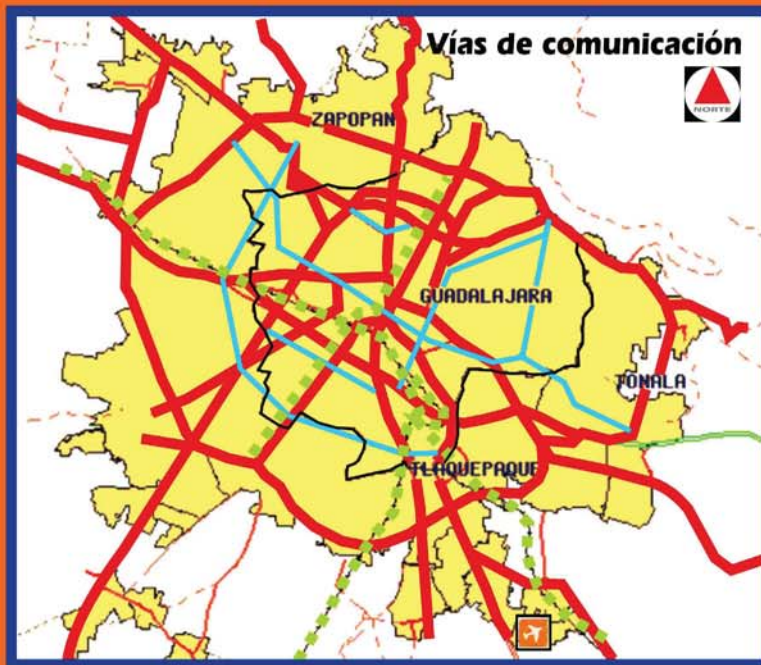 Vías de comunicación
NORTE
ZAPOPAN
GUADALAJARA
TONALA
TLAQUEPAQUE